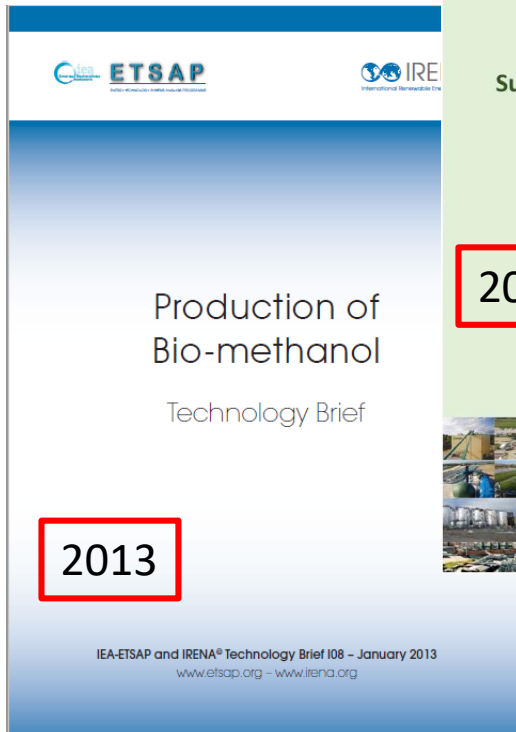 ETSAP
IRE
Production of
Bio-methanol
Technology Brief
2013
IEA-ETSAP and IRENA® Technology Brief I08 – January 2013
www.etsap.org – www.irena.org
Su
20